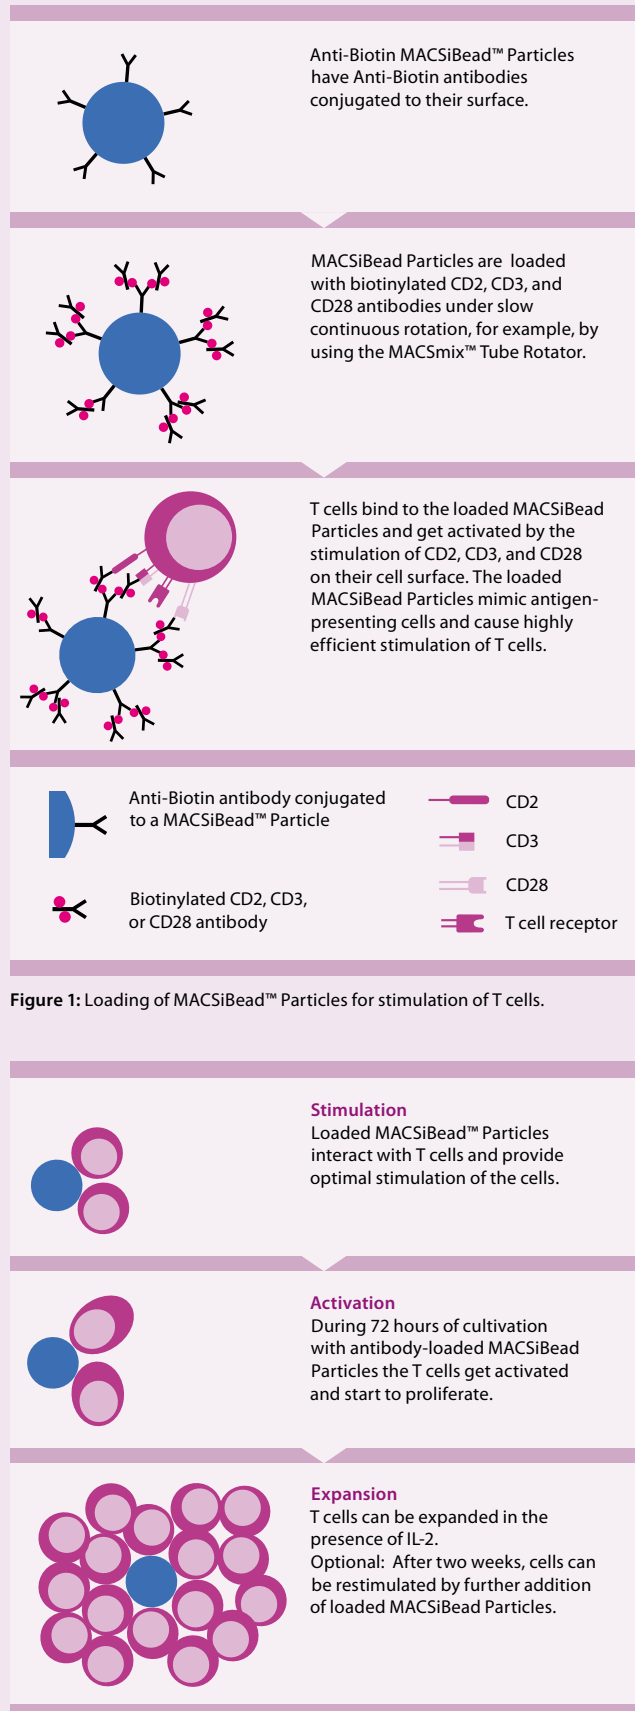 Anti-Biotin MACSiBead™ Particles
have Anti-Biotin antibodies
conjugated to their surface.
MACSiBead Particles are loaded
with biotinylated CD2, CD3, and
CD28 antibodies under slow
continuous rotation, for example, by
using the MACSmix™ Tube Rotator.
T cells bind to the loaded MACSiBead
Particles and get activated by the
stimulation of CD2, CD3, and CD28
on their cell surface. The loaded
MACSiBead Particles mimic antigen-
presenting cells and cause highly
efficient stimulation of T cells.
Anti-Biotin antibody conjugated
to a MACSiBead™ Particle
Biotinylated CD2, CD3,
or CD28 antibody
CD2
CD3
CD28
T cell receptor
Figure 1: Loading of MACSiBead™ Particles for stimulation of T cells.
Stimulation
Loaded MACSiBead™ Particles
interact with T cells and provide
optimal stimulation of the cells.
Activation
During 72 hours of cultivation
with antibody-loaded MACSiBead
Particles the T cells get activated
and start to proliferate.
Expansion
T cells can be expanded in the
presence of IL-2.
Optional: After two weeks, cells can
be restimulated by further addition
of loaded MACSiBead Particles.